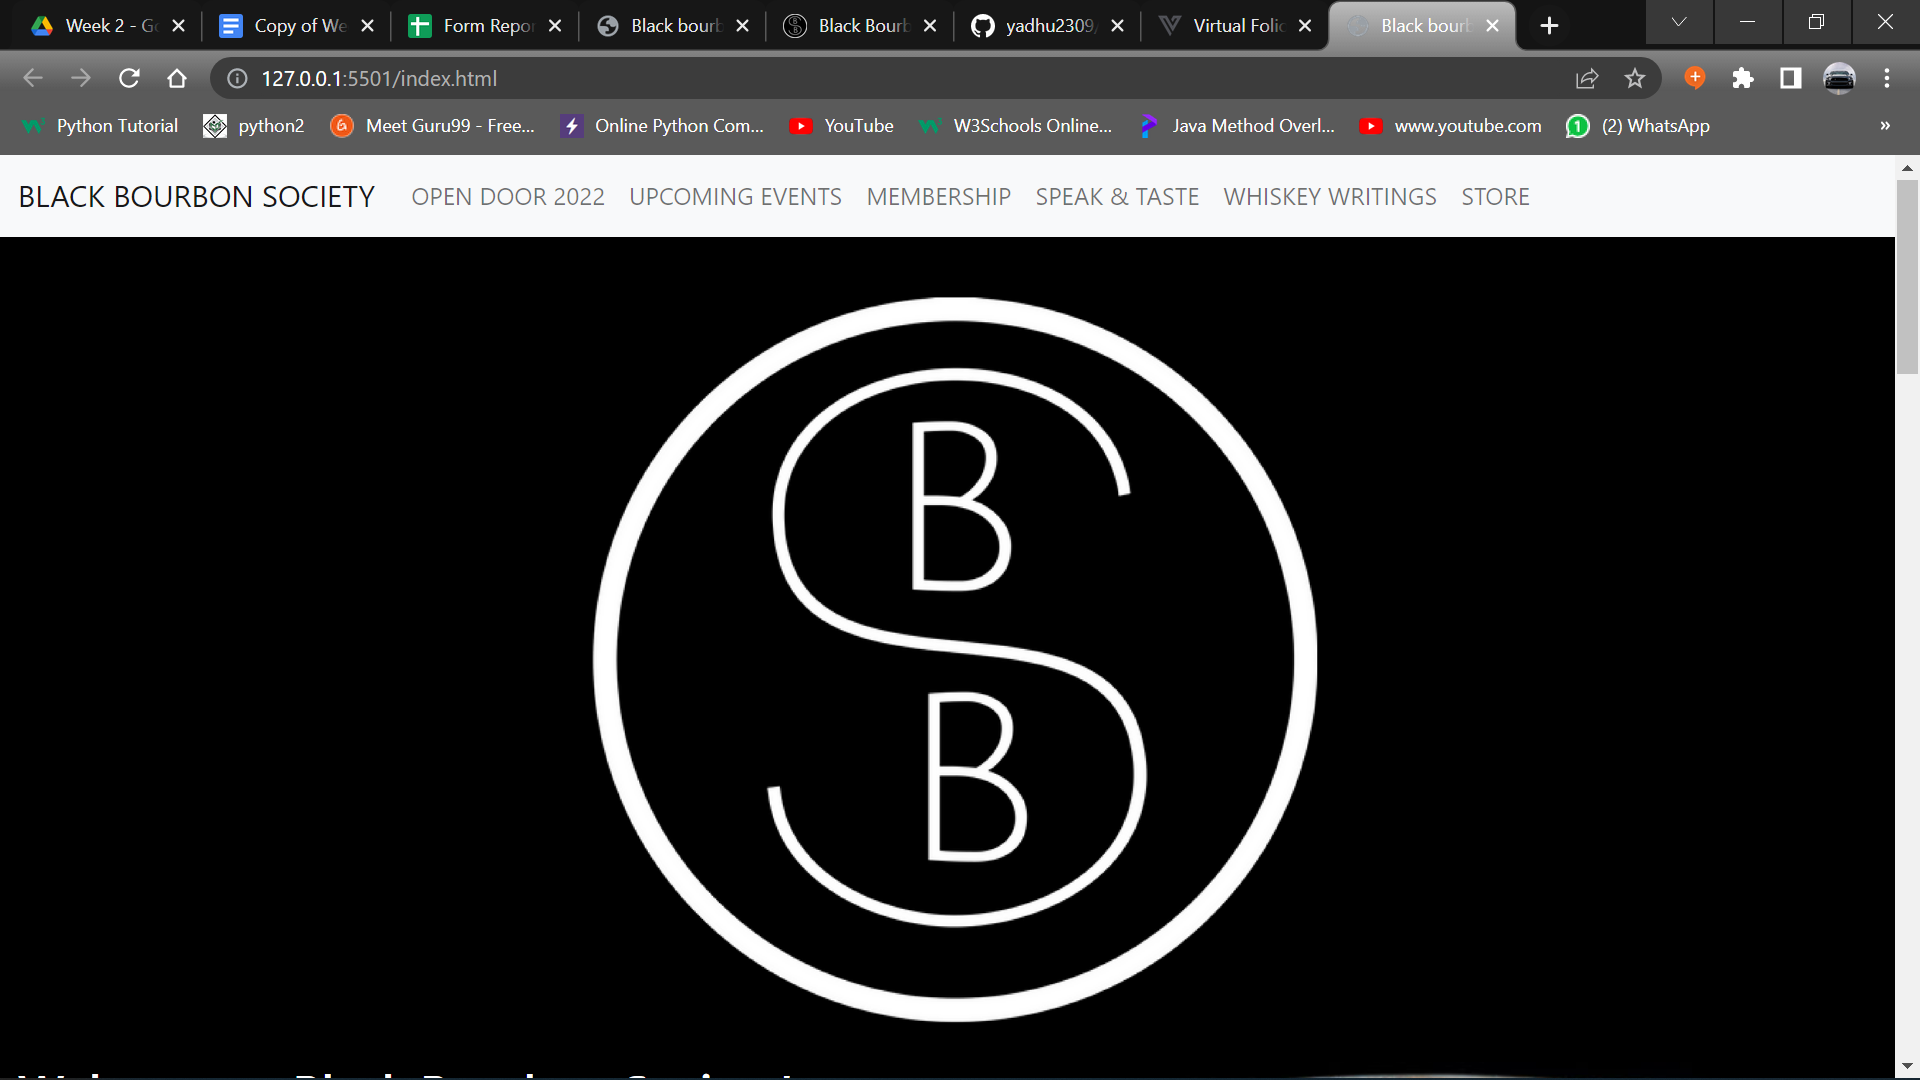 Week 2 - Go
Copy of We
Form Repor
Black bourb
Black Bourb
yadhu2309/
Virtual Folio
Black bourb
127.0.0.1:5501/index.html
Python Tutorial
python2
Meet Guru99 - Free...
Online Python Com...
YouTube
W3Schools Online...
Java Method Overl...
www.youtube.com
(2) WhatsApp
»
BLACK BOURBON SOCIETY
OPEN DOOR 2022
UPCOMING EVENTS
MEMBERSHIP
SPEAK & TASTE
WHISKEY WRITINGS
STORE
B
S
B